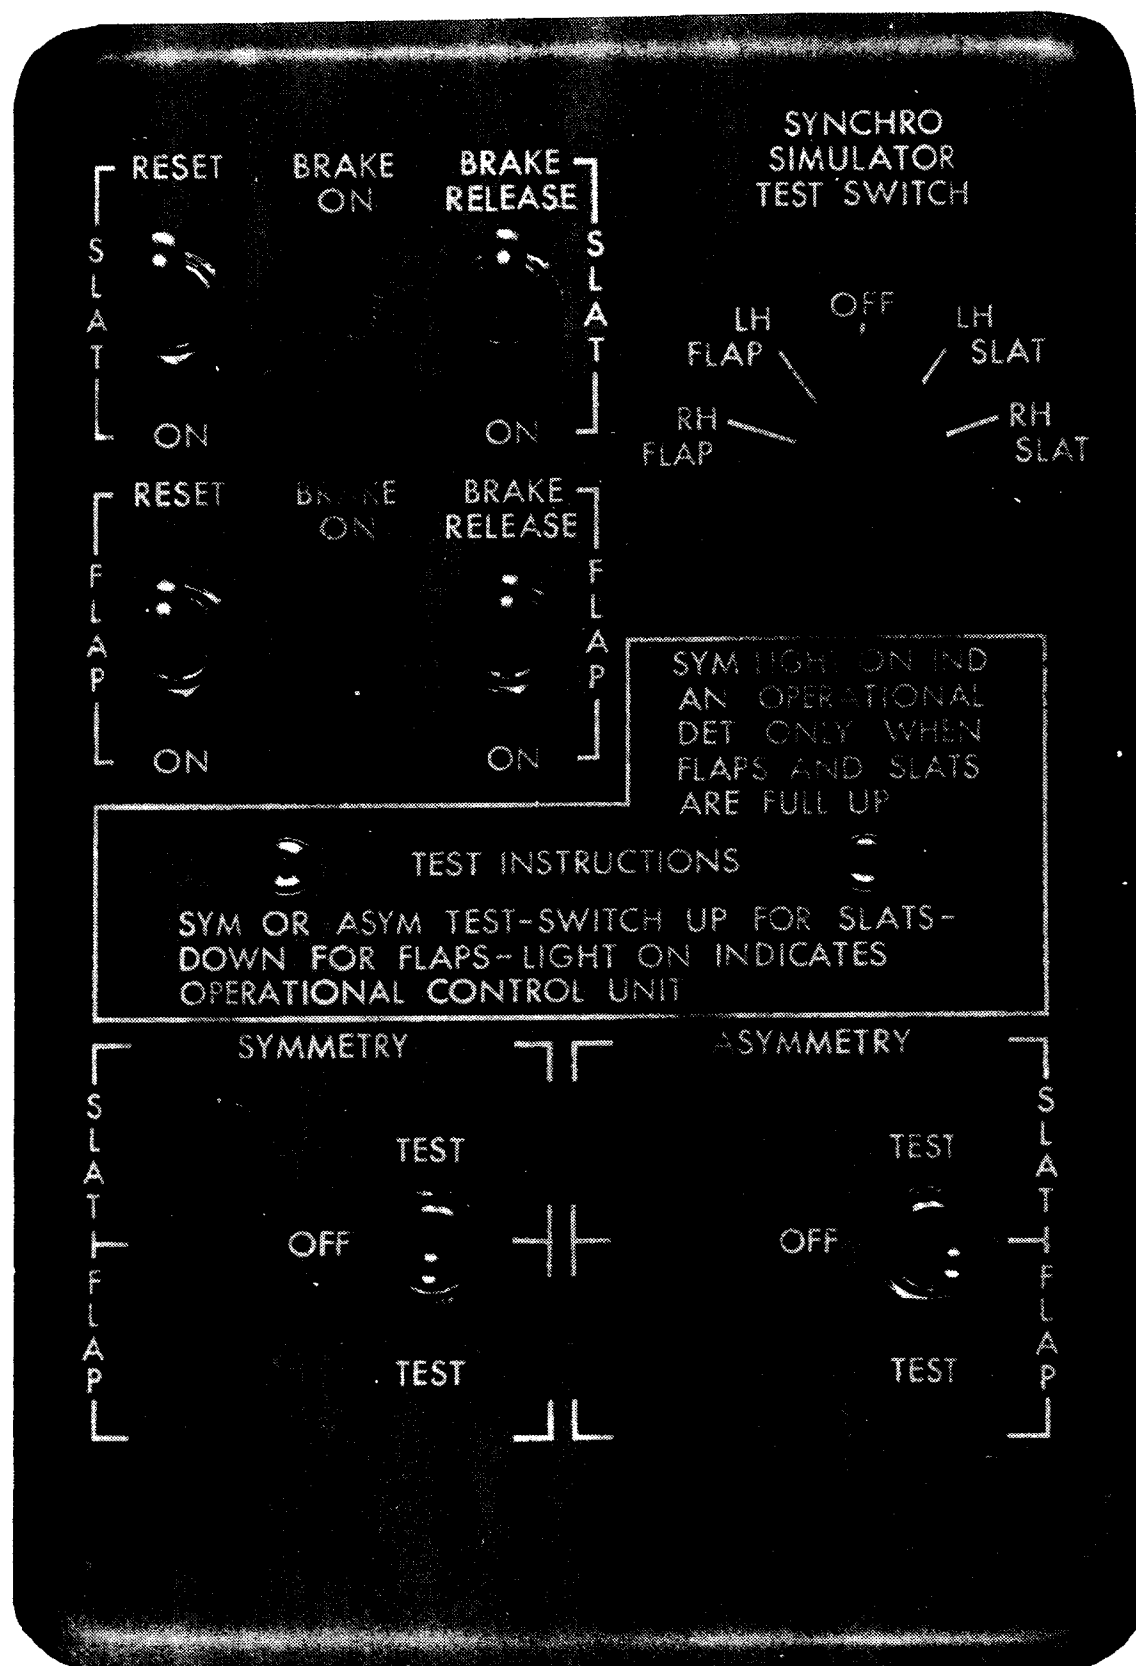 SYNCHRO
SIMULATOR
TEST SWITCH
RESET
BRAKE
ON
BRAKE
RELEASE
SLAT
SLAT
ON
ON
OFF
LH
FLAP
LH
SLAT
RH
FLAP
RH
SLAT
RESET
BRAKE
ON
BRAKE
RELEASE
FLAP
FLAP
ON
ON
SYM LIGHT ON IND
AN OPERATIONAL
DET ONLY WHEN
FLAPS AND SLATS
ARE FULL UP
TEST INSTRUCTIONS
SYM OR ASYM TEST-SWITCH UP FOR SLATS-
DOWN FOR FLAPS-LIGHT ON INDICATES
OPERATIONAL CONTROL UNIT
SYMMETRY
SLAT
FLAP
TEST
OFF
TEST
ASYMMETRY
TEST
OFF
TEST
SLAT
FLAP